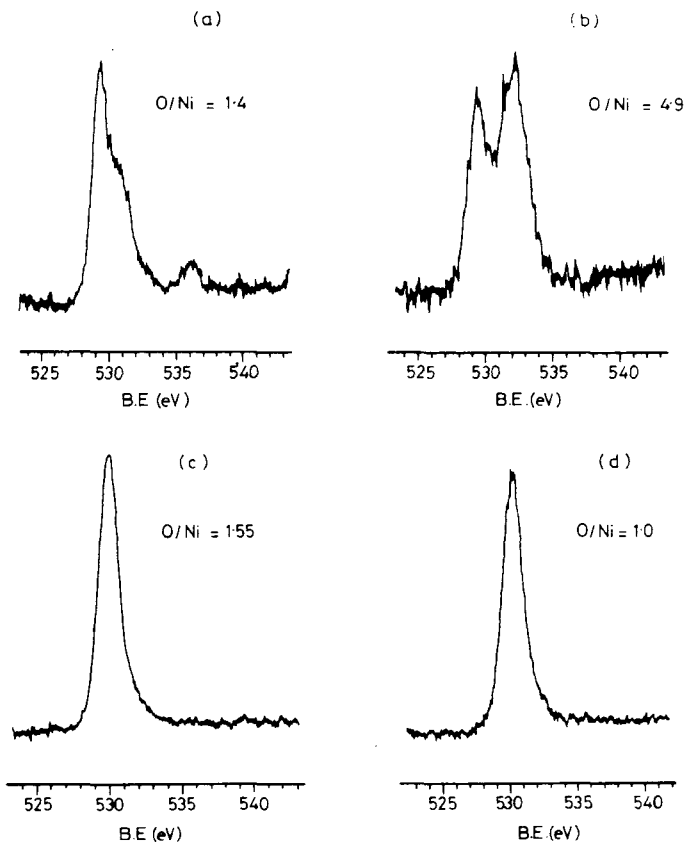 (a)
O/Ni = 1·4
525 530 535 540
B.E (eV)
(b)
O/Ni = 4·9
525 530 535 540
B.E. (eV)
(c)
O/Ni = 1·55
525 530 535 540
B.E (eV)
(d)
O/Ni = 1·0
525 530 535 540
B.E. (eV)